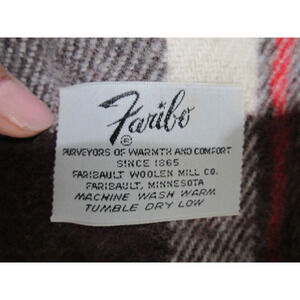 Faribo
®
PURVEYORS OF WARMTH AND COMFORT
SINCE 1865
FARIBAULT WOOLEN MILL CO.
FARIBAULT, MINNESOTA
MACHINE WASH WARM
TUMBLE DRY LOW